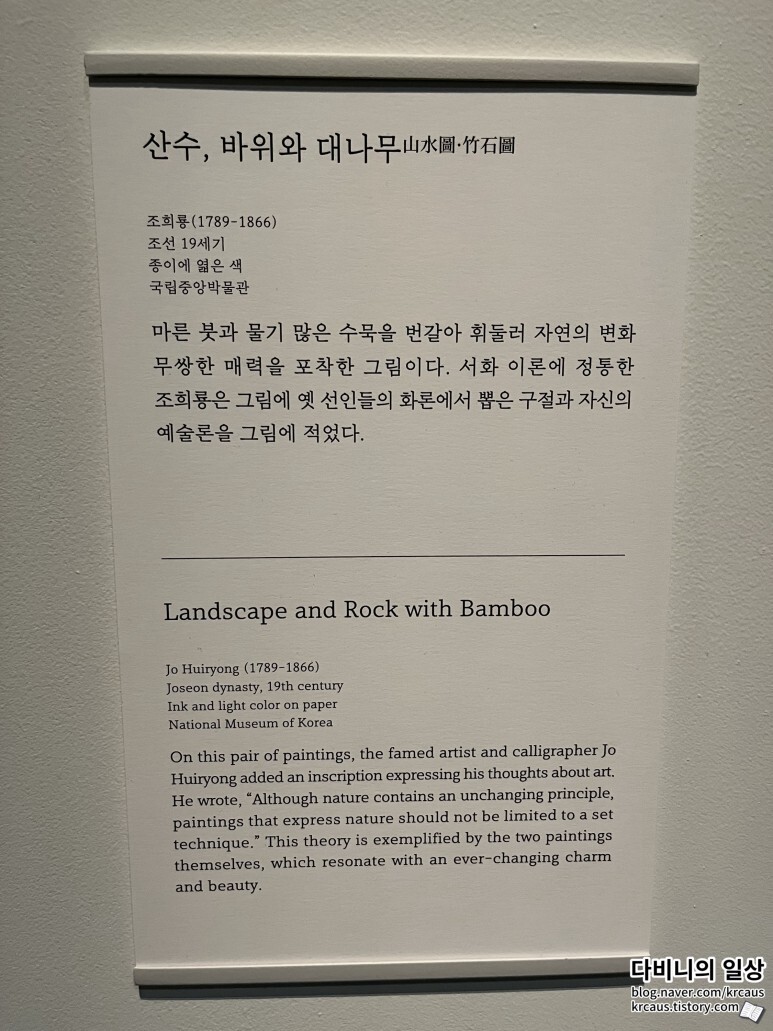 산수, 바위와 대나무山水圖·竹石圖
조희룡(1789-1866)
조선 19세기
종이에 엷은 색
국립중앙박물관
마른 붓과 물기 많은 수묵을 번갈아 휘둘러 자연의 변화
무쌍한 매력을 포착한 그림이다. 서화 이론에 정통한
조희룡은 그림에 옛 선인들의 화론에서 뽑은 구절과 자신의
예술론을 그림에 적었다.
Landscape and Rock with Bamboo
Jo Huiryong (1789-1866)
Joseon dynasty, 19th century
Ink and light color on paper
National Museum of Korea
On this pair of paintings, the famed artist and calligrapher Jo
Huiryong added an inscription expressing his thoughts about art.
He wrote, “Although nature contains an unchanging principle,
paintings that express nature should not be limited to a set
technique.” This theory is exemplified by the two paintings
themselves, which resonate with an ever-changing charm
and beauty.
다비니의 일상
blog.naver.com/krcaus
krcaus.tistory.com